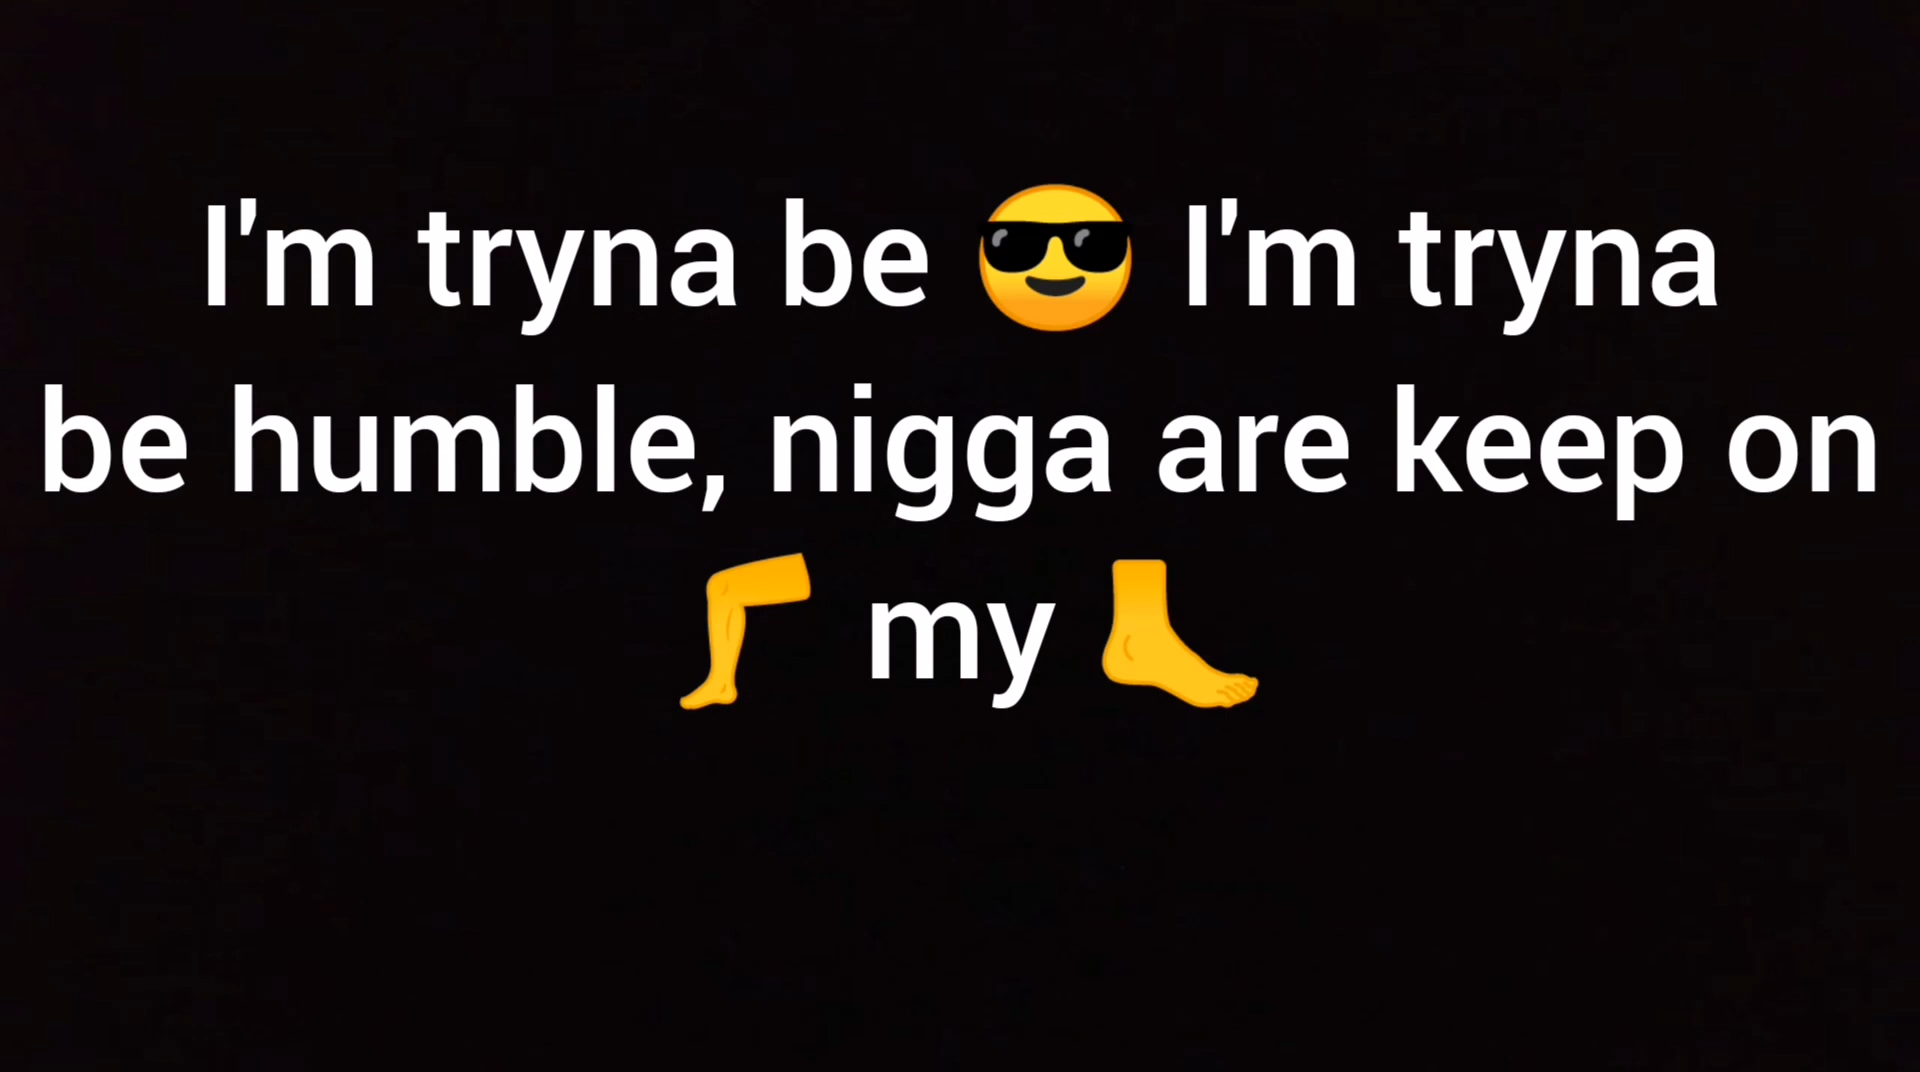 I'm tryna be 😎 I'm tryna
be humble, nigga are keep on
🦵 my 🦶